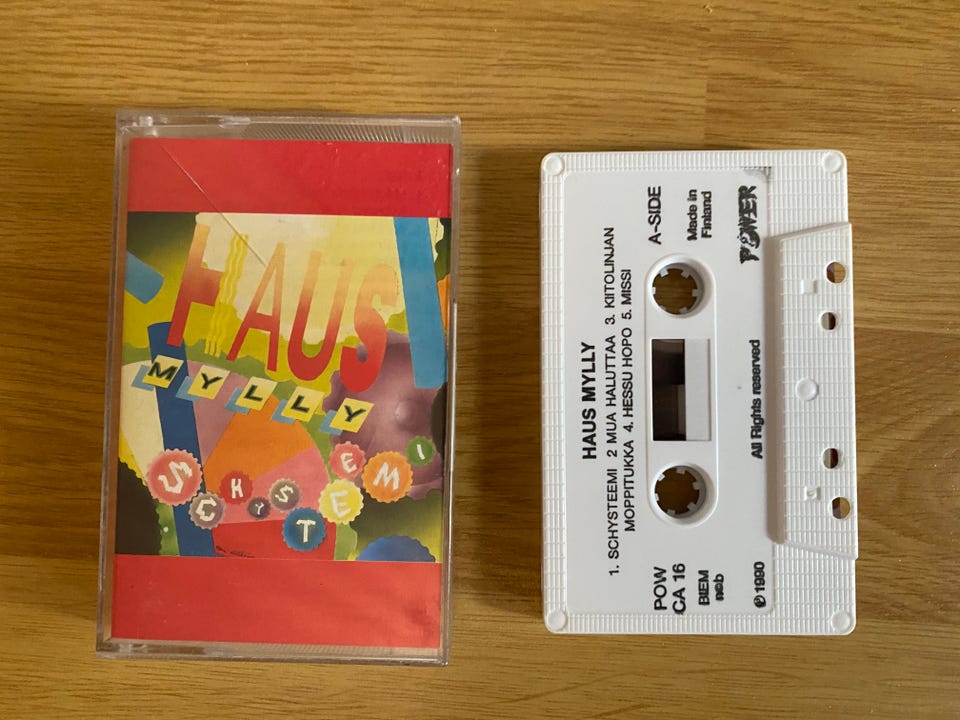 HAUS
MYLLY
SCHYSTEEMI
A-SIDE
Made in
Finland
POWER
HAUS MYLLY
1. SCHYSTEEMI 2 MUA HALUTTAA 3. KIITOLINJAN
MOPPITUKKA 4. HESSU HOPO 5. MISSI
All Rights reserved
POW
CA 16
BIEM
ncb
℗ 1990